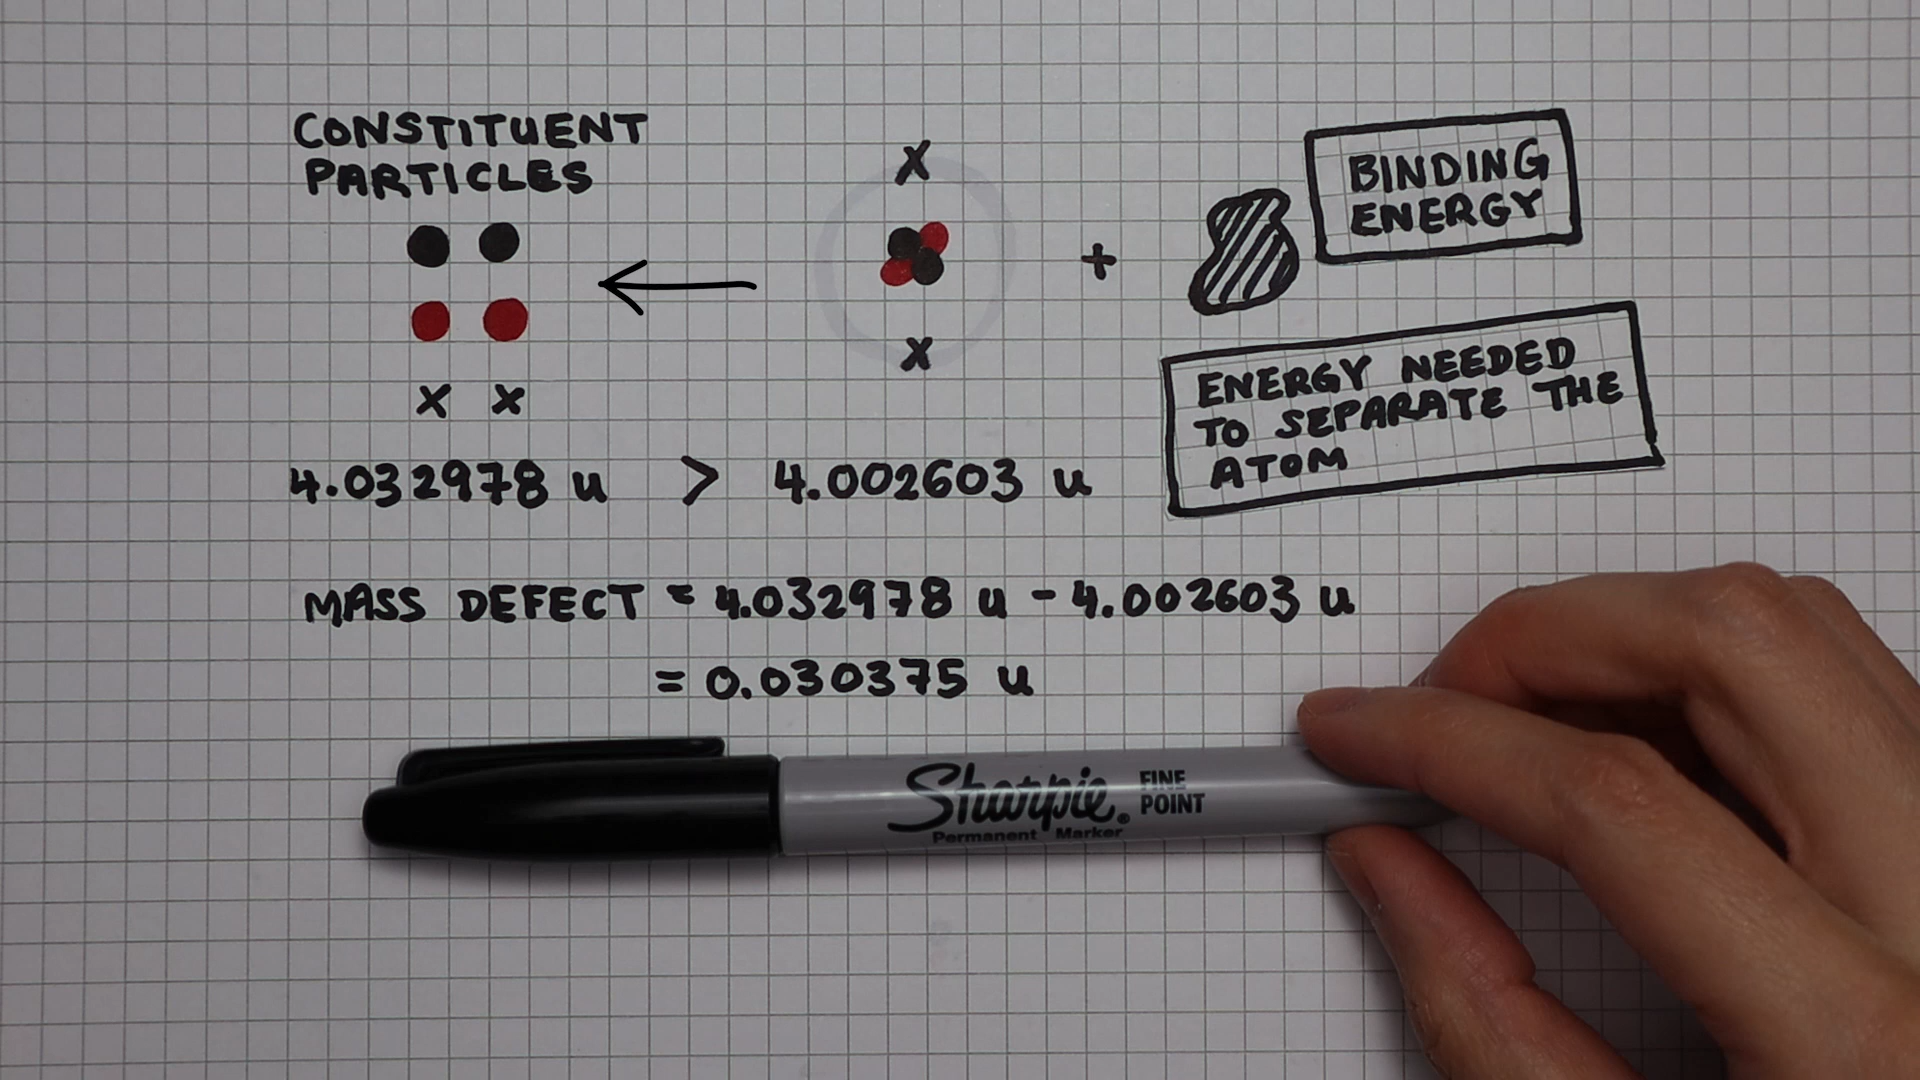 CONSTITUENT
PARTICLES
x
x
x x
+
BINDING
ENERGY
ENERGY NEEDED
TO SEPARATE THE
ATOM
4.032978 u > 4.002603 u
MASS DEFECT = 4.032978 u - 4.002603 u
= 0.030375 u
Sharpie®
Permanent Marker
FINE
POINT